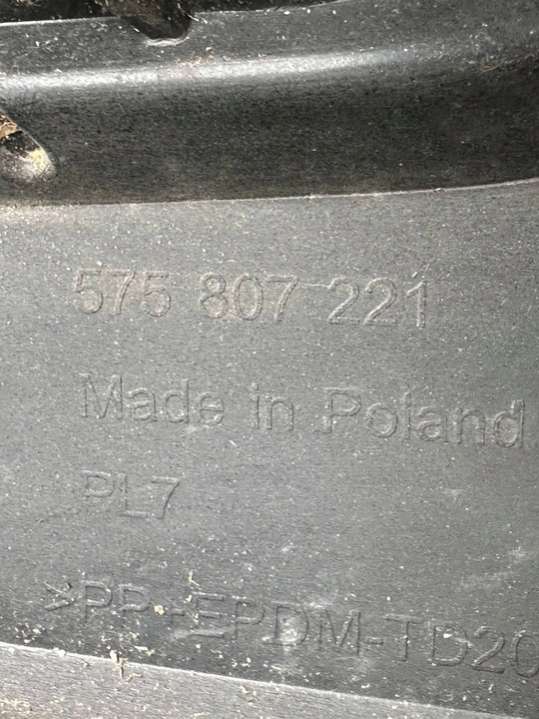 575 807 221
Made in Poland
PL7
>PP-EPDM-TD20